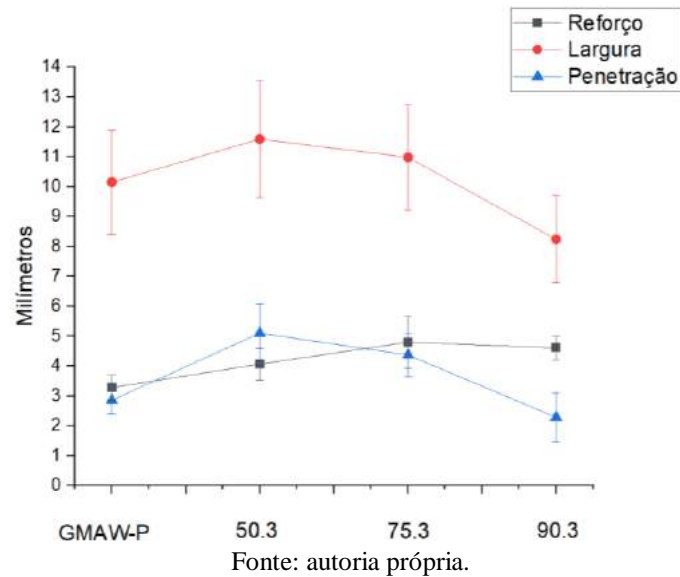 Reforço
Largura
Penetração
14
13
12
11
10
9
8
7
6
5
4
3
2
1
0
Milímetros
GMAW-P 50.3 75.3 90.3
Fonte: autoria própria.